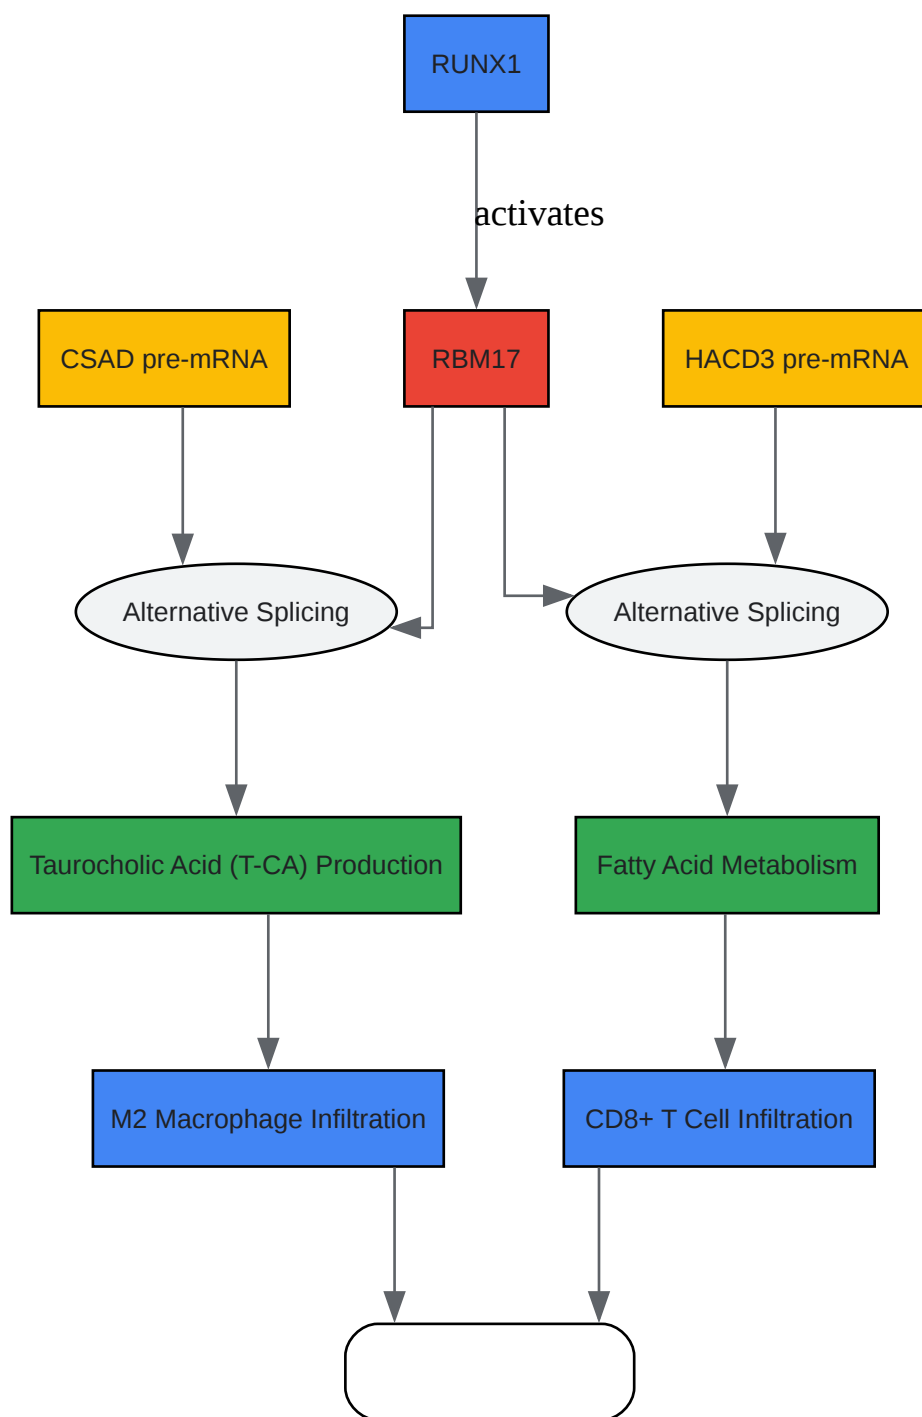 RUNX1
activates
CSAD pre-mRNA
RBM17
HACD3 pre-mRNA
Alternative Splicing
Alternative Splicing
Taurocholic Acid (T-CA) Production
Fatty Acid Metabolism
M2 Macrophage Infiltration
CD8+ T Cell Infiltration